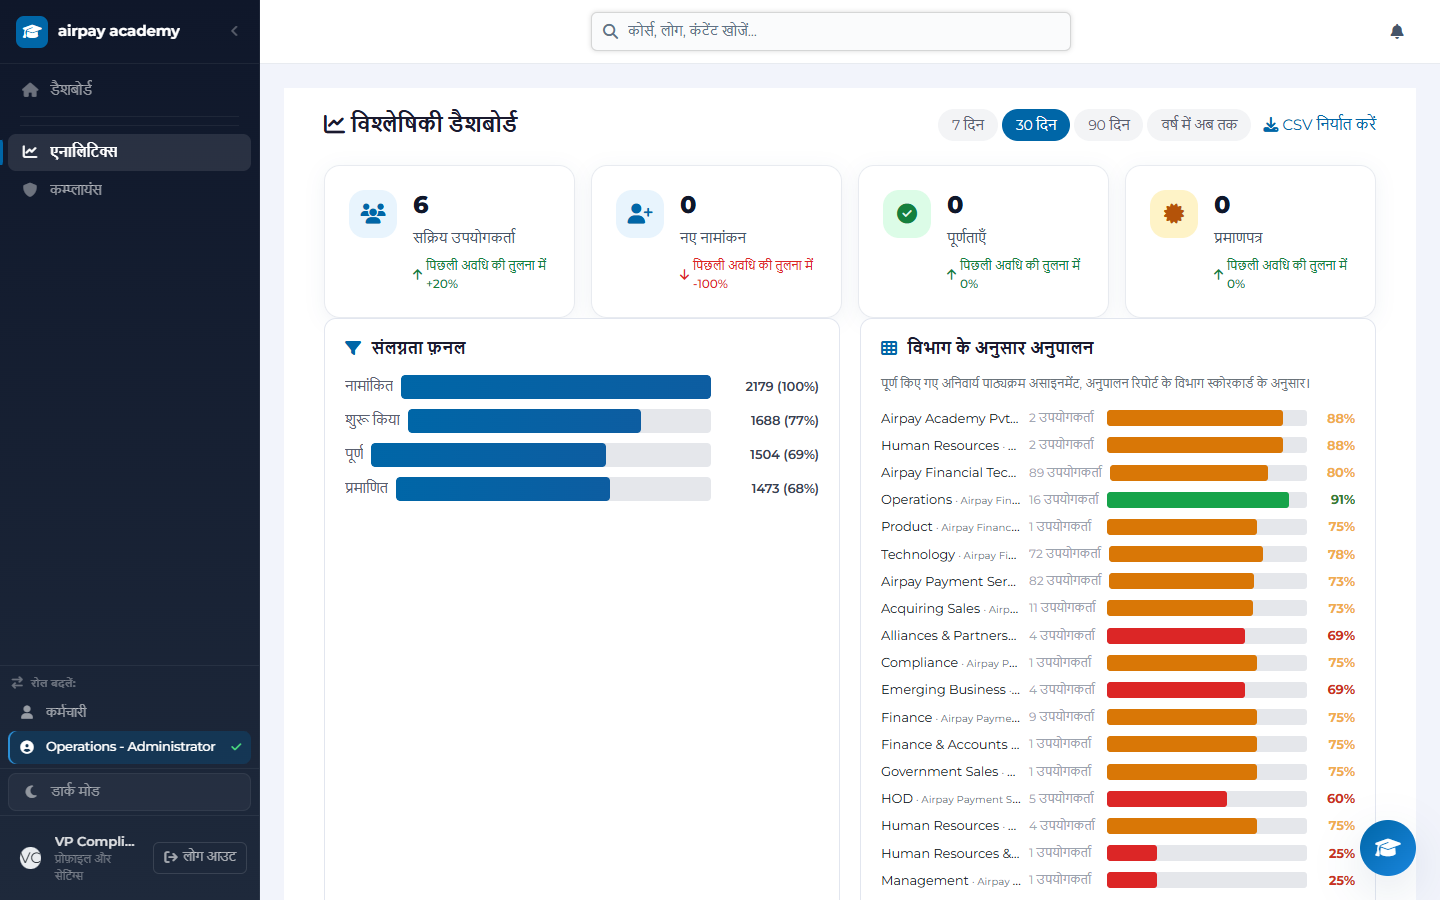 airpay academy
कोर्स, लोग, कंटेंट खोजें...
डैशबोर्ड
एनालिटिक्स
कम्प्लायंस
रोल बदलें:
कर्मचारी
Operations - Administrator
डार्क मोड
VC
VP Compli...
प्रोफ़ाइल और
सेटिंग्स
लोग आउट
विश्लेषिकी डैशबोर्ड
7 दिन
30 दिन
90 दिन
वर्ष में अब तक
CSV निर्यात करें
6
सक्रिय उपयोगकर्ता
पिछली अवधि की तुलना में
+20%
0
नए नामांकन
पिछली अवधि की तुलना में
-100%
0
पूर्णताएँ
पिछली अवधि की तुलना में
0%
0
प्रमाणपत्र
पिछली अवधि की तुलना में
0%
संलग्नता फ़नल
नामांकित 2179 (100%)
शुरू किया 1688 (77%)
पूर्ण 1504 (69%)
प्रमाणित 1473 (68%)
विभाग के अनुसार अनुपालन
पूर्ण किए गए अनिवार्य पाठ्यक्रम असाइनमेंट, अनुपालन रिपोर्ट के विभाग स्कोरकार्ड के अनुसार।
Airpay Academy Pvt... 2 उपयोगकर्ता 88%
Human Resources · ... 2 उपयोगकर्ता 88%
Airpay Financial Tec... 89 उपयोगकर्ता 80%
Operations · Airpay Fin... 16 उपयोगकर्ता 91%
Product · Airpay Financ... 1 उपयोगकर्ता 75%
Technology · Airpay Fi... 72 उपयोगकर्ता 78%
Airpay Payment Ser... 82 उपयोगकर्ता 73%
Acquiring Sales · Airp... 11 उपयोगकर्ता 73%
Alliances & Partners... 4 उपयोगकर्ता 69%
Compliance · Airpay P... 1 उपयोगकर्ता 75%
Emerging Business ·... 4 उपयोगकर्ता 69%
Finance · Airpay Payme... 9 उपयोगकर्ता 75%
Finance & Accounts ... 1 उपयोगकर्ता 75%
Government Sales · ... 1 उपयोगकर्ता 75%
HOD · Airpay Payment S... 5 उपयोगकर्ता 60%
Human Resources · ... 4 उपयोगकर्ता 75%
Human Resources &... 1 उपयोगकर्ता 25%
Management · Airpay ... 1 उपयोगकर्ता 25%